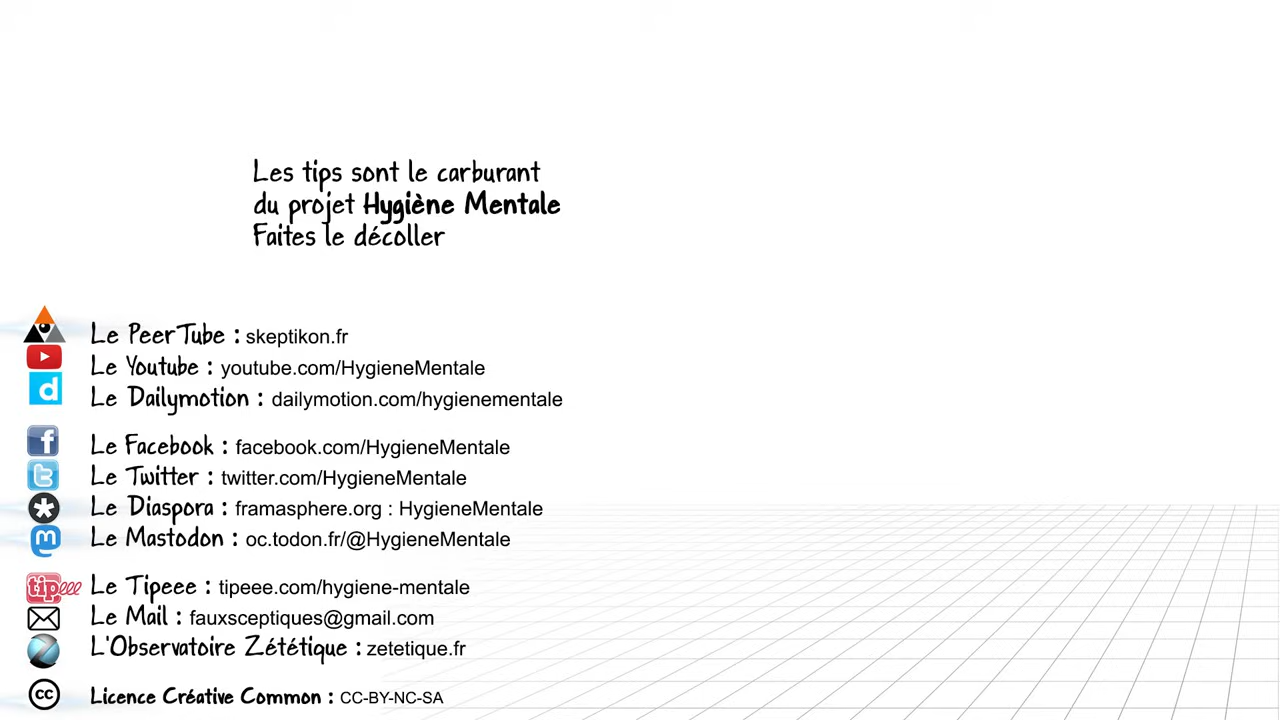 Les tips sont le carburant
du projet Hygiène Mentale
Faites le décoller
Le PeerTube : skeptikon.fr
Le Youtube : youtube.com/HygieneMentale
d
Le Dailymotion : dailymotion.com/hygienementale
f
Le Facebook : facebook.com/HygieneMentale
t
Le Twitter : twitter.com/HygieneMentale
Le Diaspora : framasphere.org : HygieneMentale
m
Le Mastodon : oc.todon.fr/@HygieneMentale
tipeee
Le Tipeee : tipeee.com/hygiene-mentale
Le Mail : fauxsceptiques@gmail.com
L'Observatoire Zététique : zetetique.fr
cc
Licence Créative Common : CC-BY-NC-SA